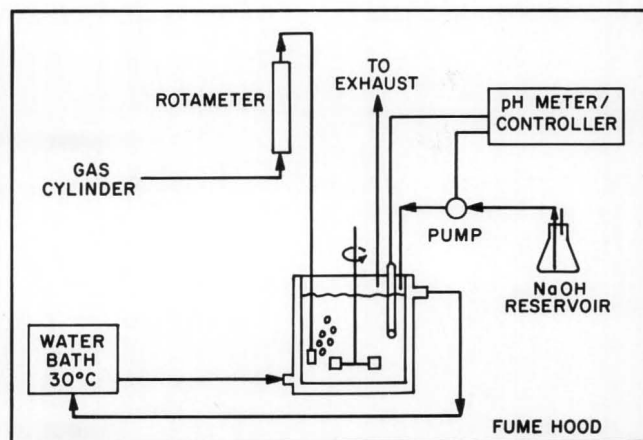 TO
EXHAUST
ROTAMETER
pH METER/
CONTROLLER
GAS
CYLINDER
PUMP
NaOH
RESERVOIR
WATER
BATH
30°C
FUME HOOD